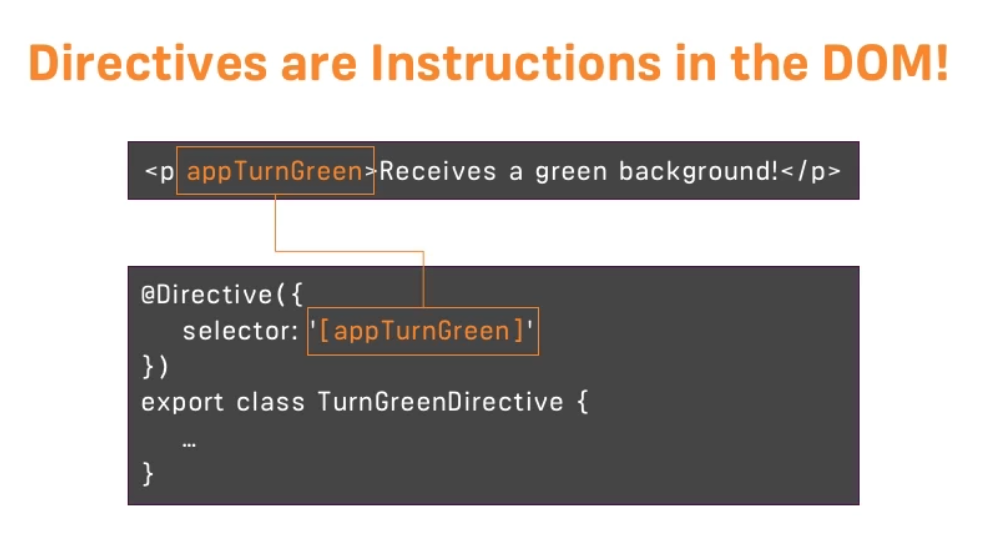 Directives are Instructions in the DOM!
<p appTurnGreen>Receives a green background!</p>
@Directive({
selector: '[appTurnGreen]'
})
export class TurnGreenDirective {
…
}